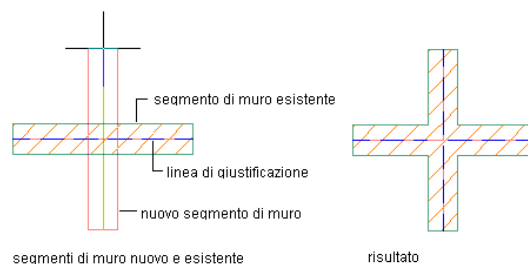 segmento di muro esistente
linea di giustificazione
nuovo segmento di muro
segmenti di muro nuovo e esistente
risultato